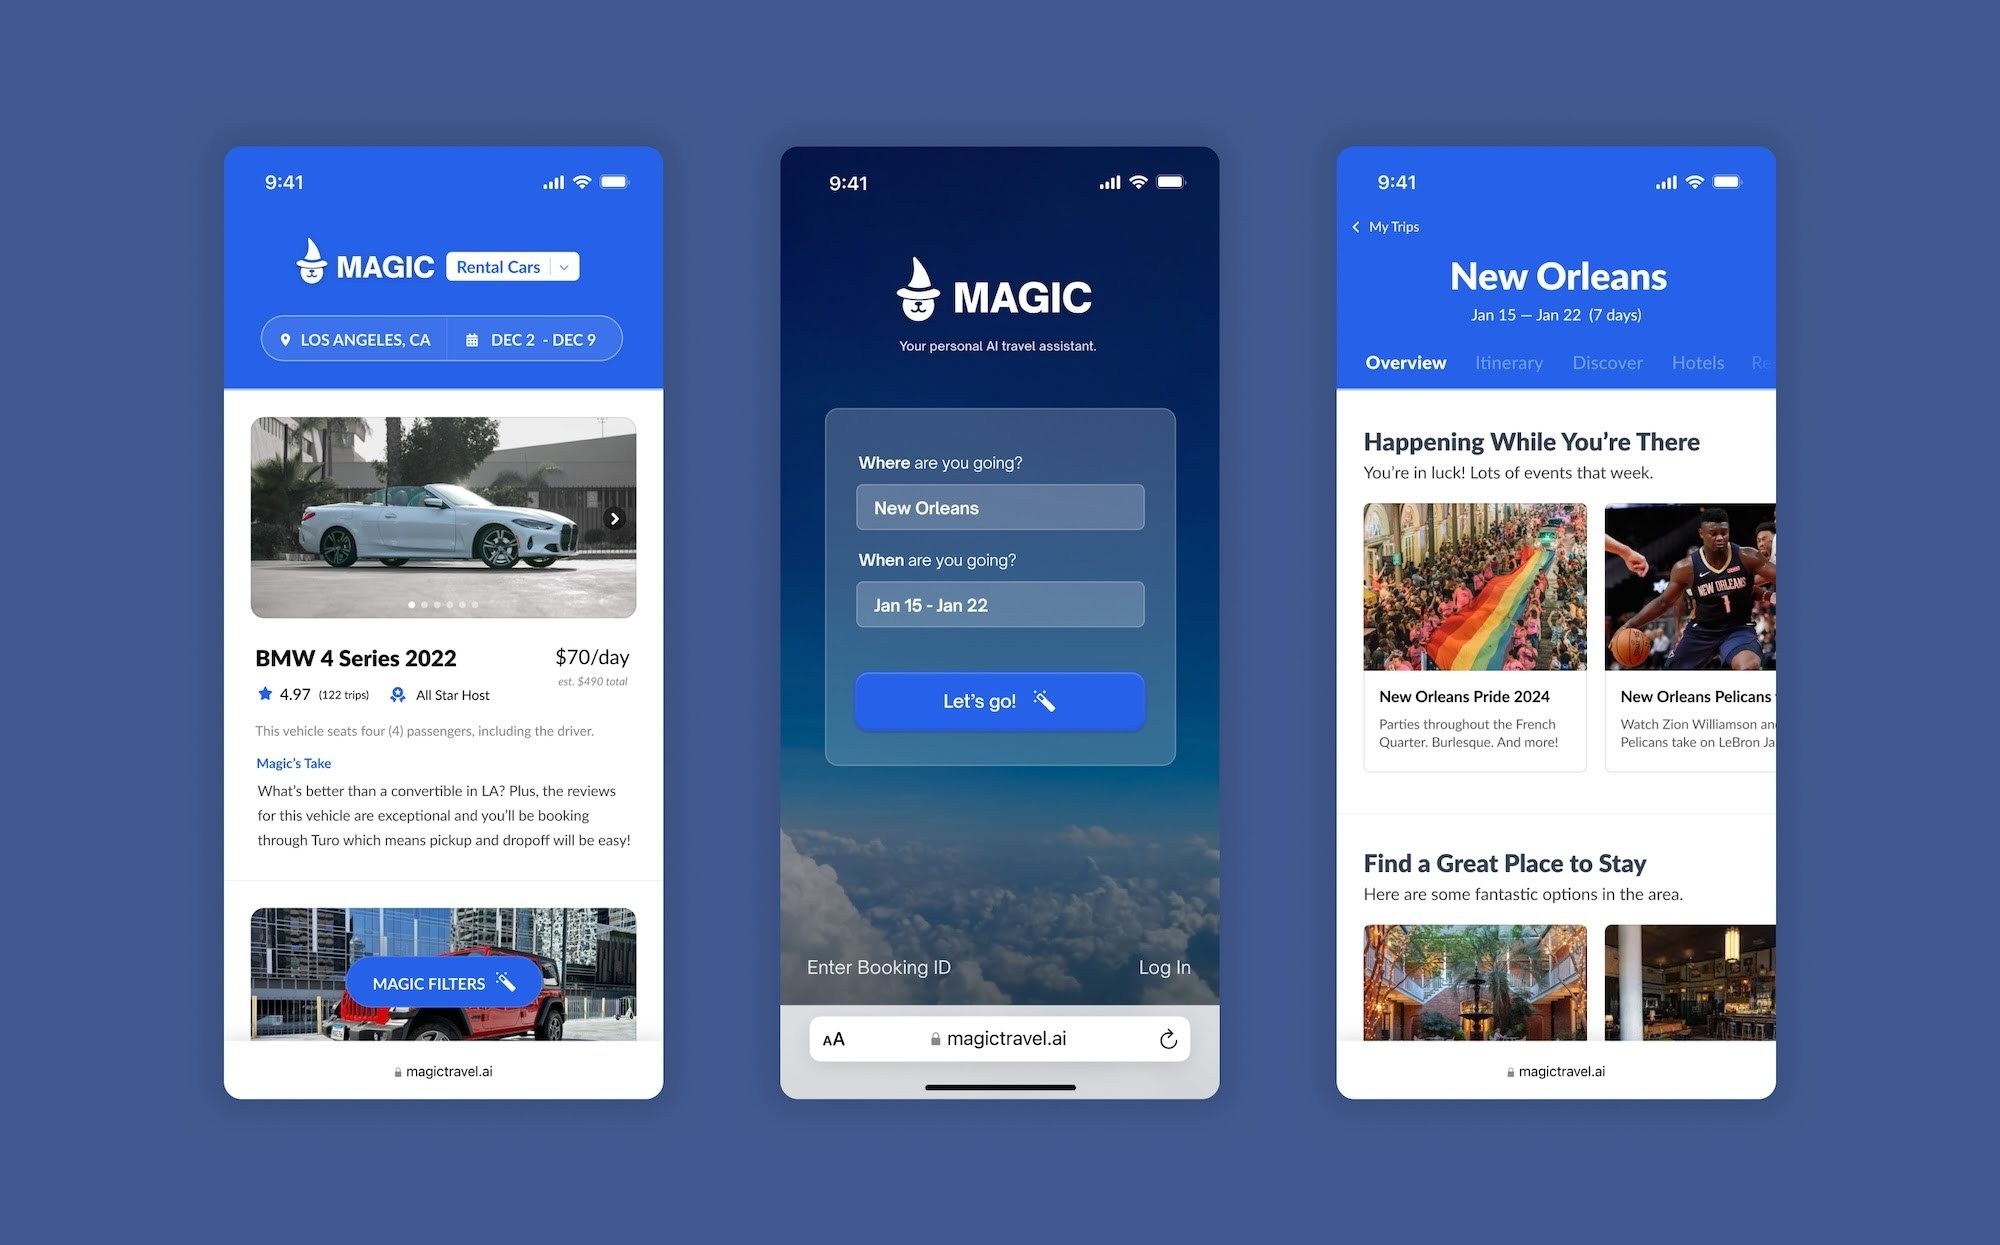 9:41
MAGIC Rental Cars
LOS ANGELES, CA DEC 2 - DEC 9
BMW 4 Series 2022
$70/day
est. $490 total
4.97 (122 trips) All Star Host
This vehicle seats four (4) passengers, including the driver.
Magic's Take
What's better than a convertible in LA? Plus, the reviews
for this vehicle are exceptional and you'll be booking
through Turo which means pickup and dropoff will be easy!
MAGIC FILTERS
magictravel.ai
9:41
MAGIC
Your personal AI travel assistant.
Where are you going?
New Orleans
When are you going?
Jan 15 - Jan 22
Let's go!
Enter Booking ID Log In
AA magictravel.ai
9:41
My Trips
New Orleans
Jan 15 — Jan 22 (7 days)
Overview Itinerary Discover Hotels Re
Happening While You're There
You're in luck! Lots of events that week.
NEW ORLEANS
1
New Orleans Pride 2024
Parties throughout the French
Quarter. Burlesque. And more!
New Orleans Pelicans
Watch Zion Williamson an
Pelicans take on LeBron Ja
Find a Great Place to Stay
Here are some fantastic options in the area.
magictravel.ai